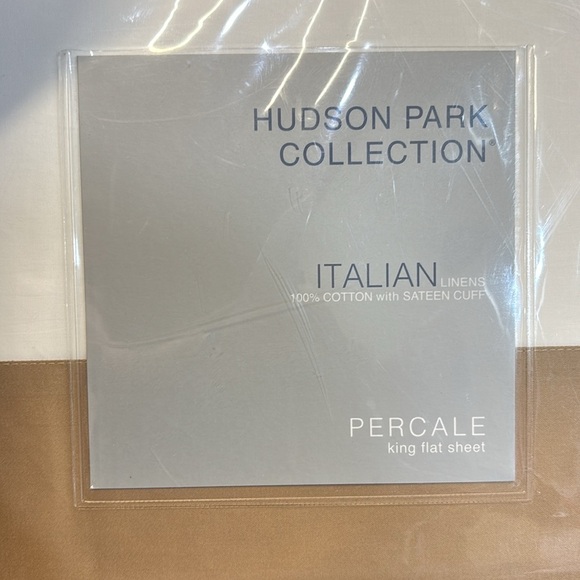 HUDSON PARK
COLLECTION®
ITALIAN LINENS
100% COTTON with SATEEN CUFF
PERCALE
king flat sheet